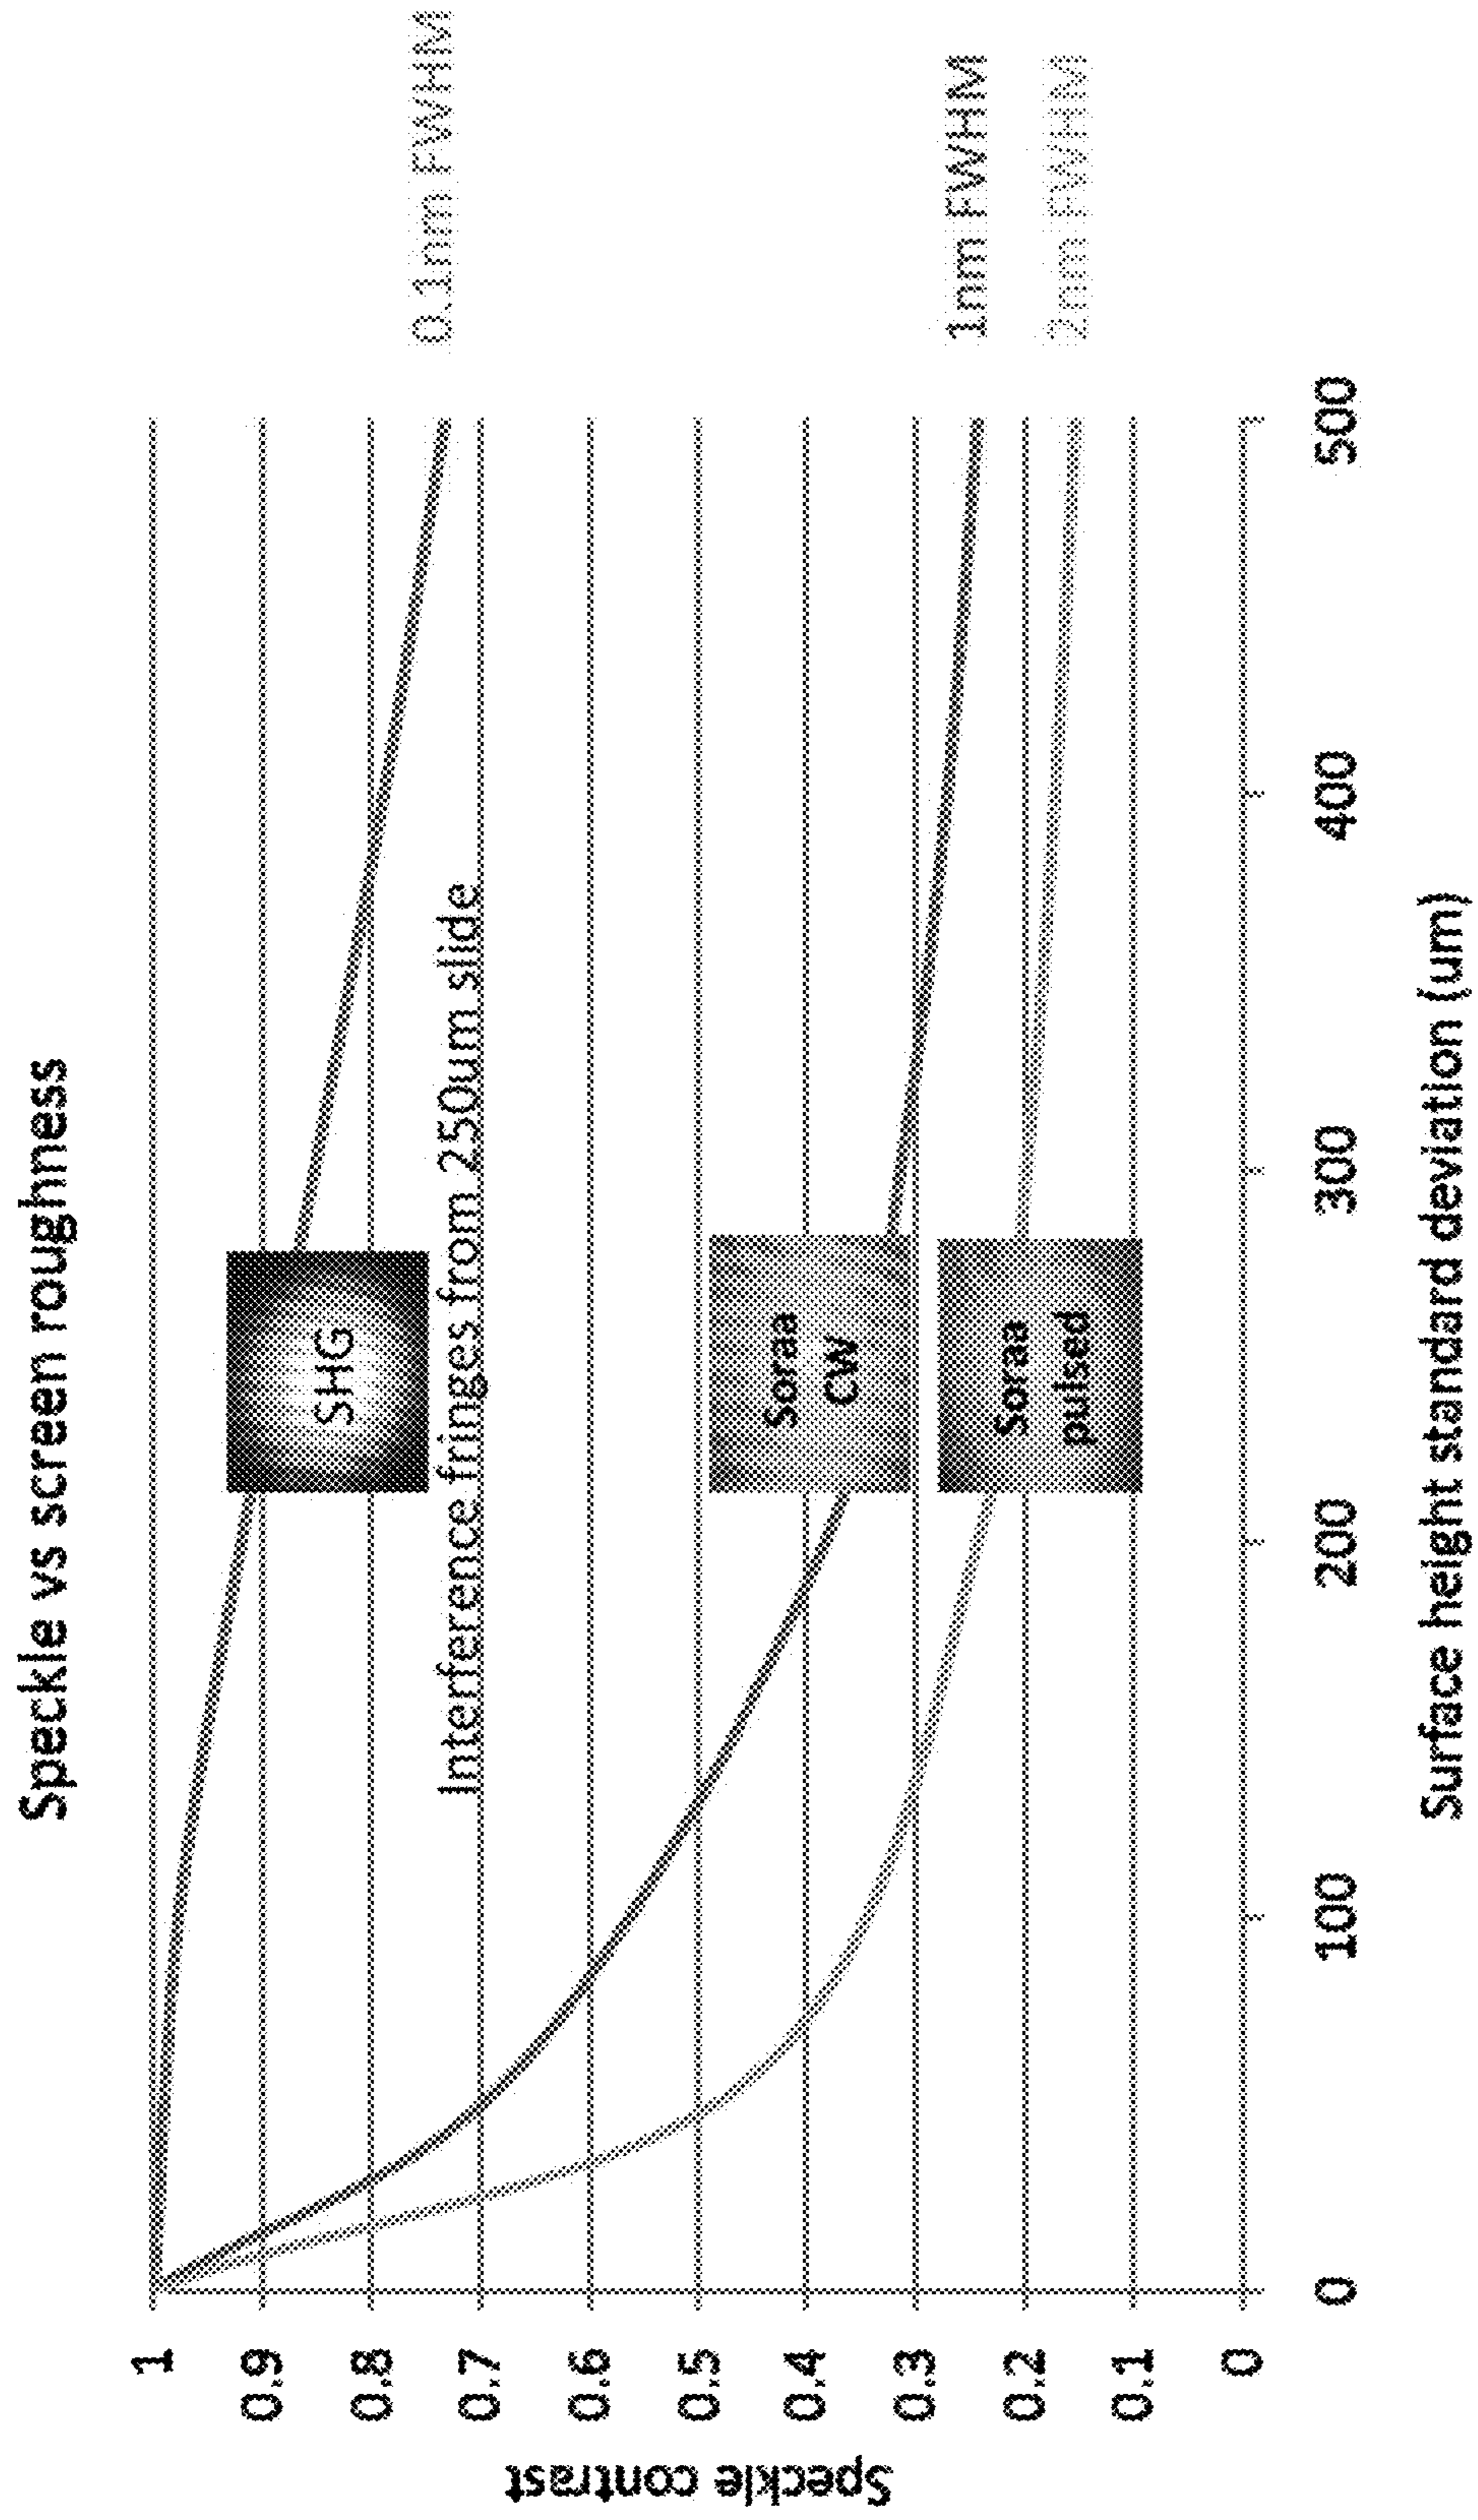 Speckle vs screen roughness
Speckle contrast
1
0.9
0.8
0.7
0.6
0.5
0.4
0.3
0.2
0.1
0
SHG
Interference fringes from 250um slide
Soraa
CW
Soraa
pulsed
0.1nm FWHM
1nm FWHM
2nm FWHM
0
100
200
300
400
500
Surface height standard deviation (um)